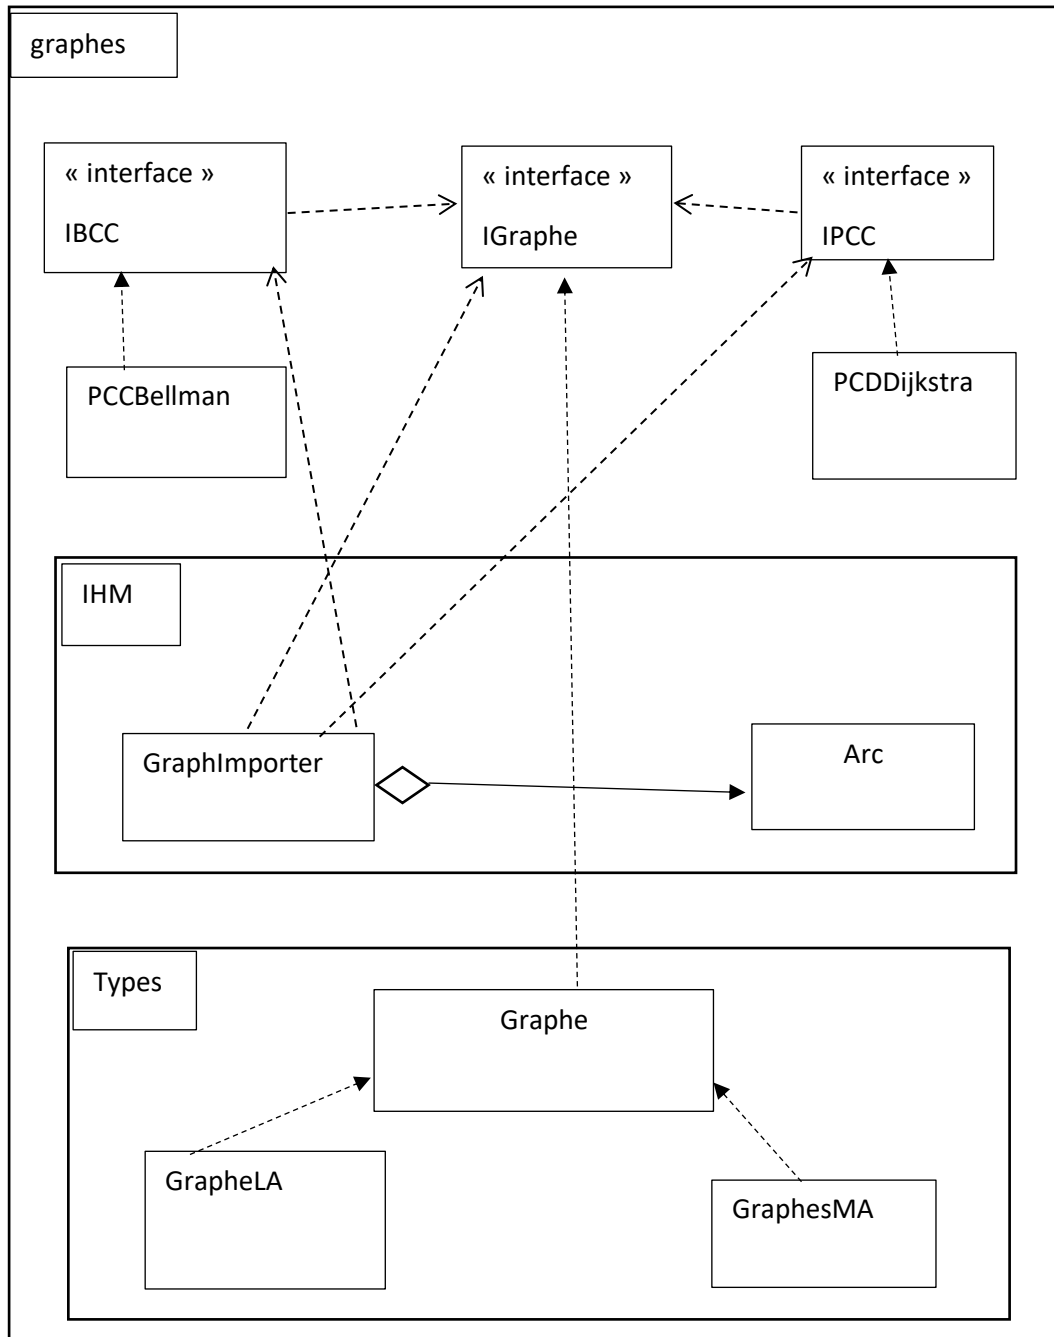 graphes
« interface »
IBCC
« interface »
IGraphe
« interface »
IPCC
PCCBellman
PCDDijkstra
IHM
GraphImporter
Arc
Types
Graphe
GrapheLA
GraphesMA